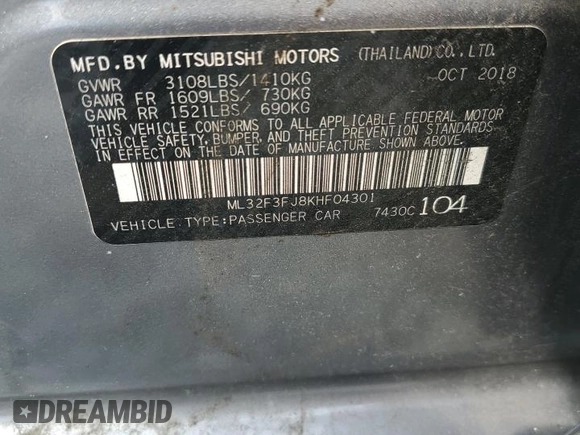 MFD. BY MITSUBISHI MOTORS (THAILAND) CO., LTD.
GVWR 3108LBS/1410KG OCT 2018
GAWR FR 1609LBS/ 730KG
GAWR RR 1521LBS/ 690KG
THIS VEHICLE CONFORMS TO ALL APPLICABLE FEDERAL MOTOR
VEHICLE SAFETY, BUMPER, AND THEFT PREVENTION STANDARDS
IN EFFECT ON THE DATE OF MANUFACTURE SHOWN ABOVE.
ML32F3FJ8KHF04301
VEHICLE TYPE:PASSENGER CAR 7430C 104
DREAMBID